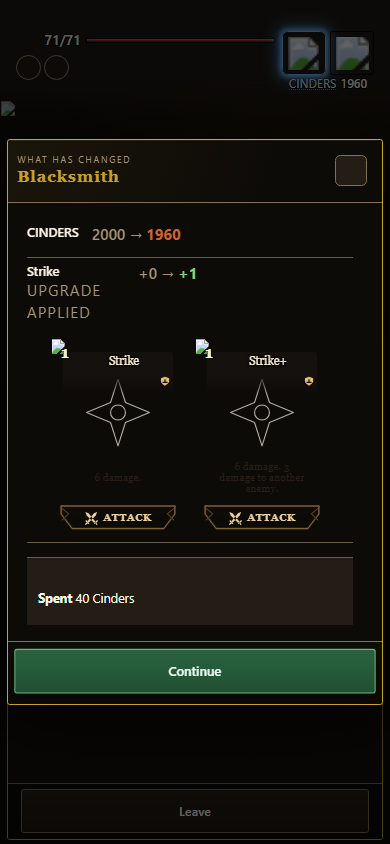 71/71
CINDERS 1960
WHAT HAS CHANGED
Blacksmith
CINDERS 2000 → 1960
Strike +0 → +1
UPGRADE
APPLIED
1 Strike
6 damage.
ATTACK
1 Strike+
6 damage. 3
damage to another
enemy.
ATTACK
Spent 40 Cinders
Continue
Leave